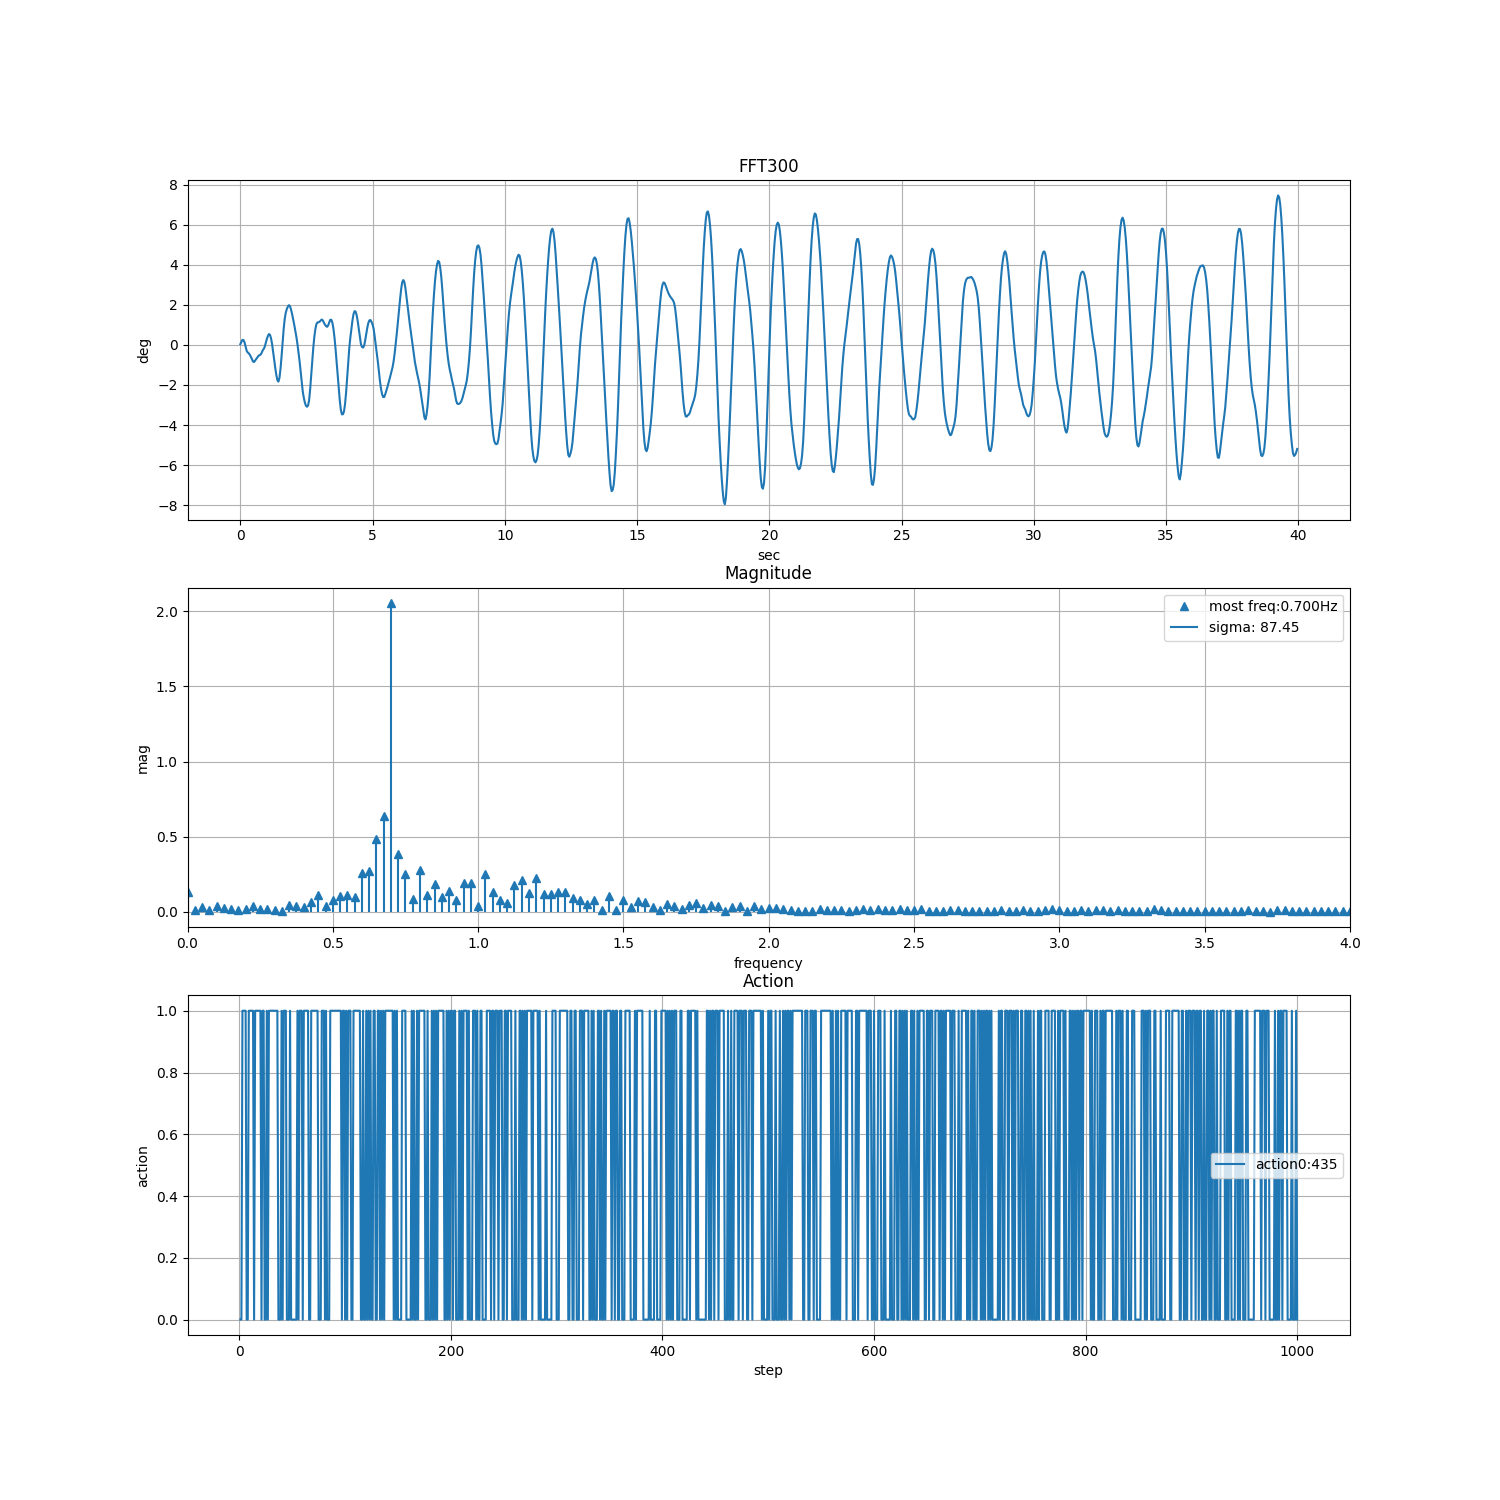 FFT300
8
6
4
2
0
−2
−4
−6
−8
deg
0 5 10 15 20 25 30 35 40
sec
Magnitude
most freq:0.700Hz
sigma: 87.45
2.0
1.5
1.0
0.5
0.0
mag
0.0 0.5 1.0 1.5 2.0 2.5 3.0 3.5 4.0
frequency
Action
1.0
0.8
0.6
0.4
0.2
0.0
action
action0:435
0 200 400 600 800 1000
step